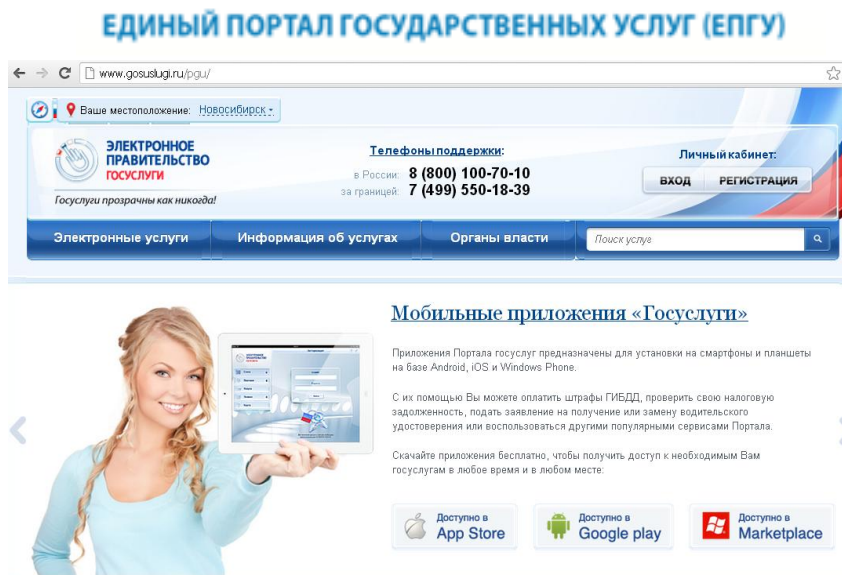 ЕДИНЫЙ ПОРТАЛ ГОСУДАРСТВЕННЫХ УСЛУГ (ЕПГУ)
www.gosuslugi.ru/pgu/
Ваше местоположение: Новосибирск
ЭЛЕКТРОННОЕ
ПРАВИТЕЛЬСТВО
ГОСУСЛУГИ
Госуслуги прозрачны как никогда!
Телефоны поддержки:
в России: 8 (800) 100-70-10
за границей: 7 (499) 550-18-39
Личный кабинет:
ВХОД РЕГИСТРАЦИЯ
Электронные услуги Информация об услугах Органы власти Поиск услуг
Мобильные приложения «Госуслуги»
Приложения Портала госуслуг предназначены для установки на смартфоны и планшеты
на базе Android, iOS и Windows Phone.
С их помощью Вы можете оплатить штрафы ГИБДД, проверить свою налоговую
задолженность, подать заявление на получение или замену водительского
удостоверения или воспользоваться другими популярными сервисами Портала.
Скачайте приложения бесплатно, чтобы получить доступ к необходимым Вам
госуслугам в любое время и в любом месте:
Доступно в
App Store
Доступно в
Google play
Доступно в
Marketplace